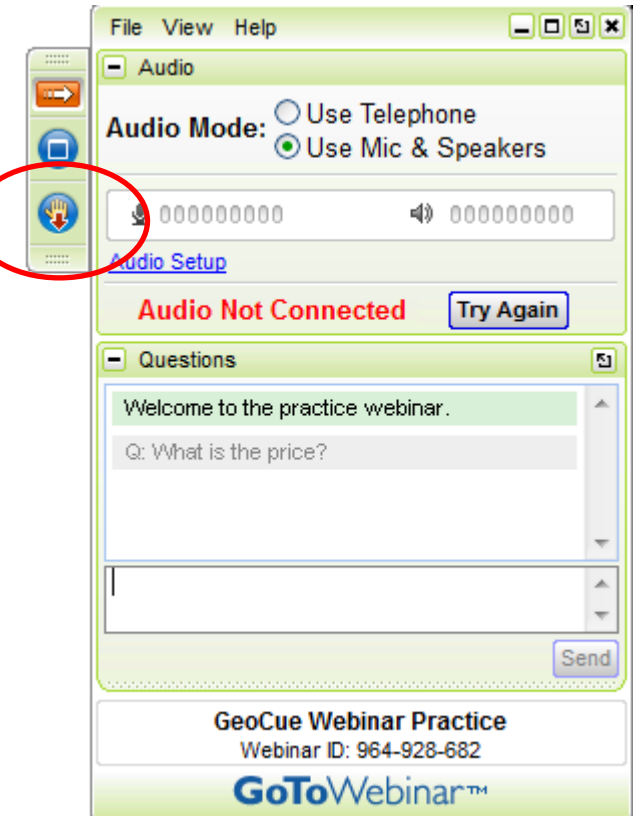 File View Help
Audio
Audio Mode:
Use Telephone
Use Mic & Speakers
000000000 000000000
Audio Setup
Audio Not Connected Try Again
Questions
Welcome to the practice webinar.
Q: What is the price?
Send
GeoCue Webinar Practice
Webinar ID: 964-928-682
GoToWebinar™